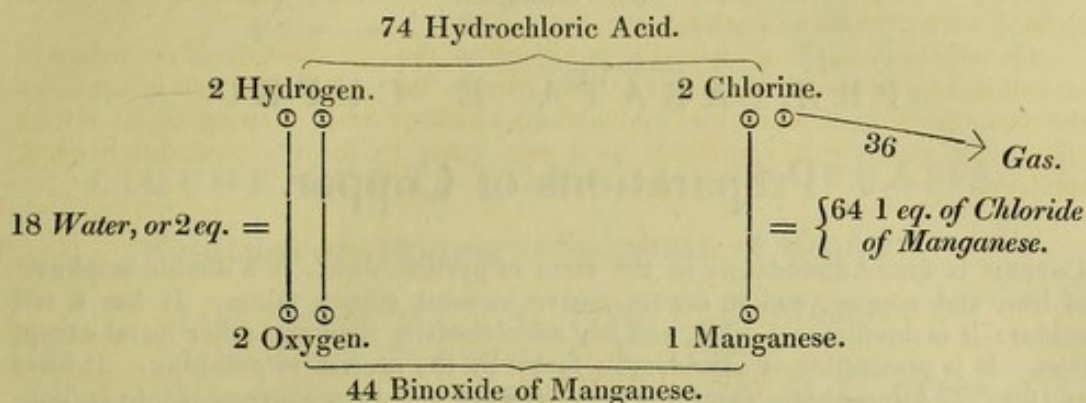 74 Hydrochloric Acid.
2 Hydrogen. 2 Chlorine.
36
Gas.
18 Water, or 2 eq. = = { 64 1 eq. of Chloride
of Manganese.
2 Oxygen. 1 Manganese.
44 Binoxide of Manganese.